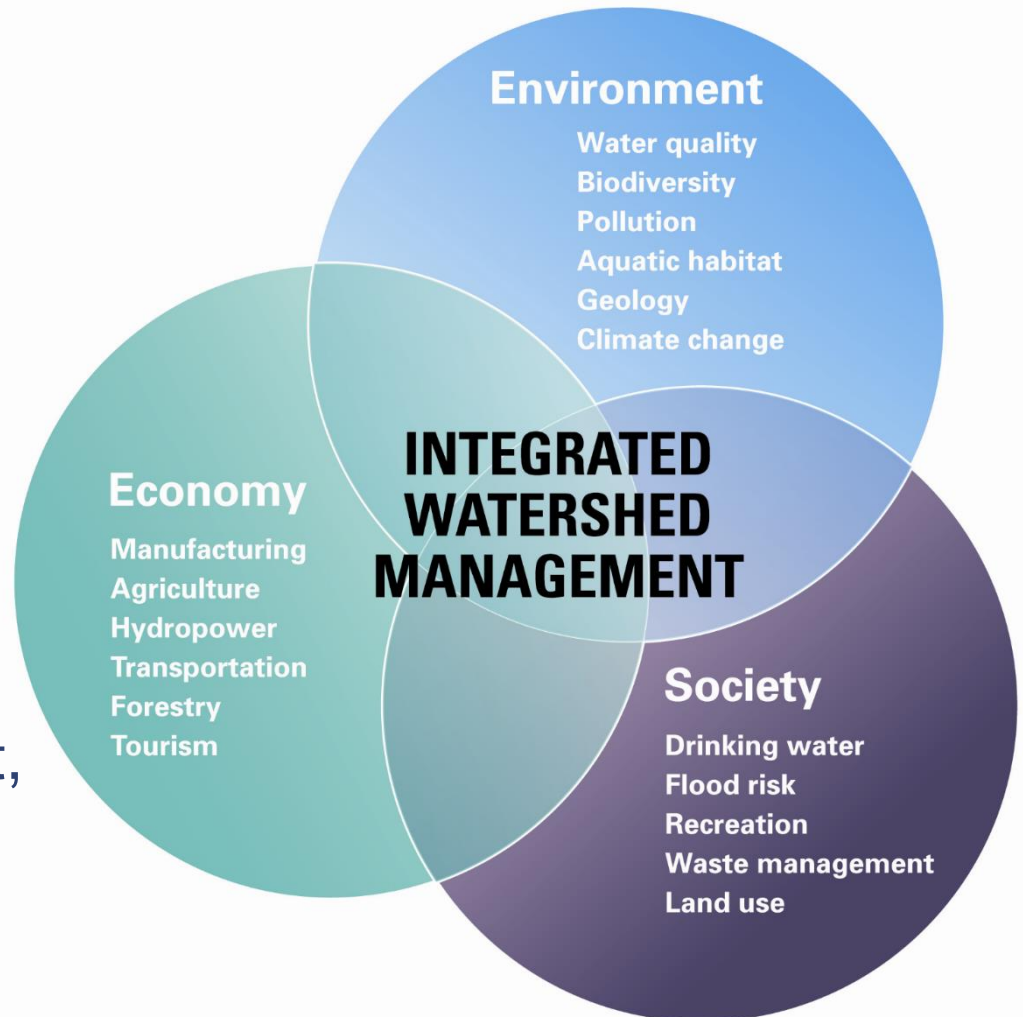 Environment
Water quality
Biodiversity
Pollution
Aquatic habitat
Geology
Climate change
INTEGRATED
WATERSHED
MANAGEMENT
Economy
Manufacturing
Agriculture
Hydropower
Transportation
Forestry
Tourism
Society
Drinking water
Flood risk
Recreation
Waste management
Land use